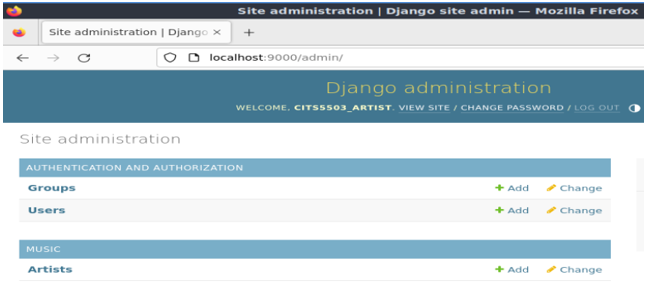 Site administration | Django site admin — Mozilla Firefox
Site administration | Django
localhost:9000/admin/
Django administration
WELCOME, CITS5503_ARTIST. VIEW SITE / CHANGE PASSWORD / LOG OUT
Site administration
AUTHENTICATION AND AUTHORIZATION
Groups Add Change
Users Add Change
MUSIC
Artists Add Change